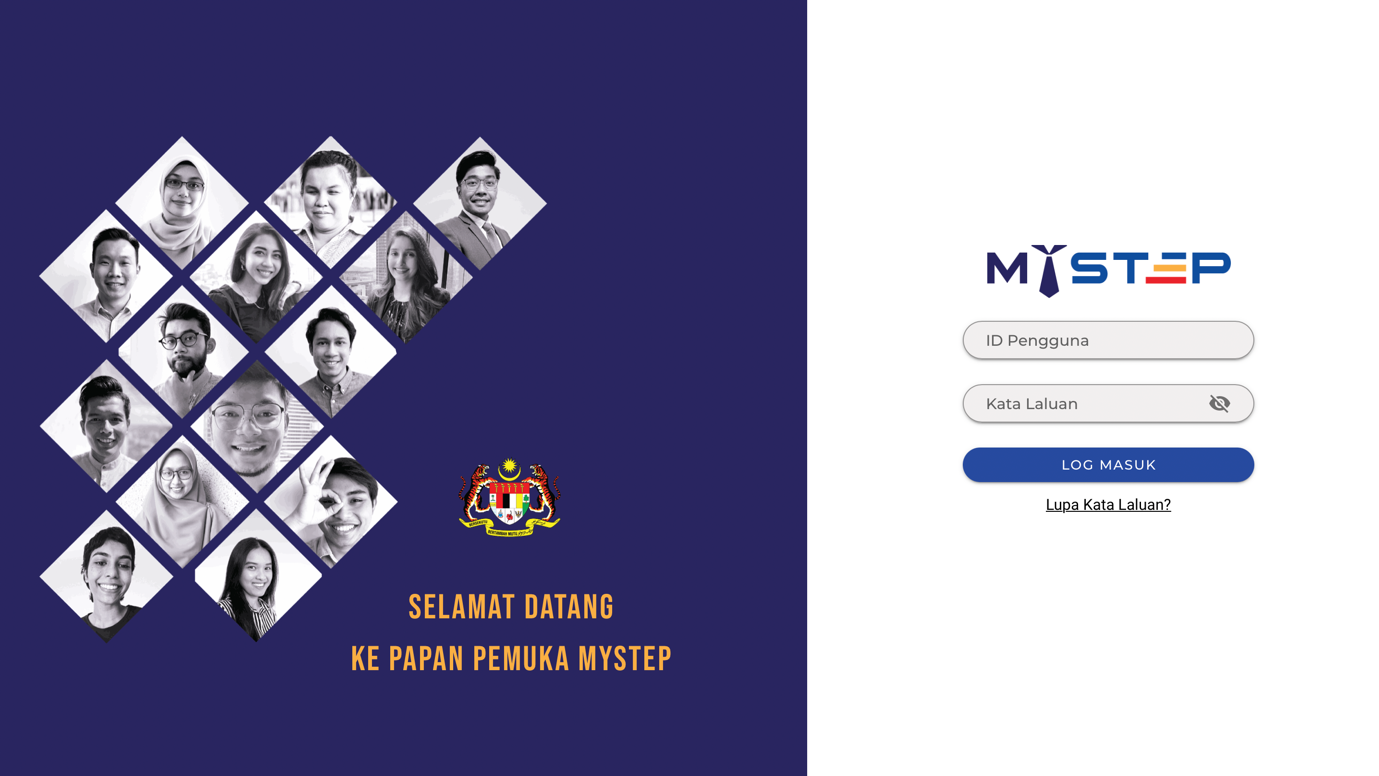 SELAMAT DATANG
KE PAPAN PEMUKA MYSTEP
MYSTEP
ID Pengguna
Kata Laluan
LOG MASUK
Lupa Kata Laluan?